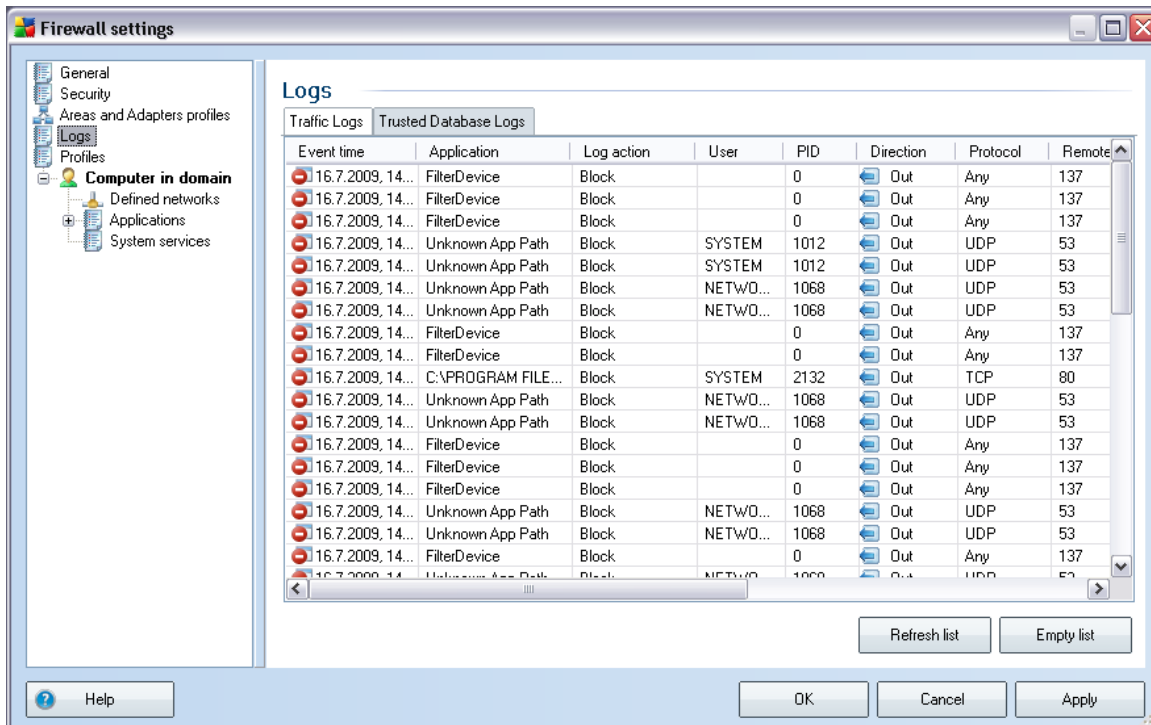 Firewall settings
General
Security
Areas and Adapters profiles
Logs
Profiles
Computer in domain
Defined networks
Applications
System services
Logs
Traffic Logs Trusted Database Logs
Event time Application Log action User PID Direction Protocol Remote
16.7.2009, 14... FilterDevice Block 0 Out Any 137
16.7.2009, 14... FilterDevice Block 0 Out Any 137
16.7.2009, 14... FilterDevice Block 0 Out Any 137
16.7.2009, 14... Unknown App Path Block SYSTEM 1012 Out UDP 53
16.7.2009, 14... Unknown App Path Block SYSTEM 1012 Out UDP 53
16.7.2009, 14... Unknown App Path Block NETWO... 1068 Out UDP 53
16.7.2009, 14... Unknown App Path Block NETWO... 1068 Out UDP 53
16.7.2009, 14... FilterDevice Block 0 Out Any 137
16.7.2009, 14... FilterDevice Block 0 Out Any 137
16.7.2009, 14... C:\PROGRAM FILE... Block SYSTEM 2132 Out TCP 80
16.7.2009, 14... Unknown App Path Block NETWO... 1068 Out UDP 53
16.7.2009, 14... Unknown App Path Block NETWO... 1068 Out UDP 53
16.7.2009, 14... FilterDevice Block 0 Out Any 137
16.7.2009, 14... FilterDevice Block 0 Out Any 137
16.7.2009, 14... FilterDevice Block 0 Out Any 137
16.7.2009, 14... Unknown App Path Block NETWO... 1068 Out UDP 53
16.7.2009, 14... Unknown App Path Block NETWO... 1068 Out UDP 53
16.7.2009, 14... FilterDevice Block 0 Out Any 137
Refresh list Empty list
Help OK Cancel Apply